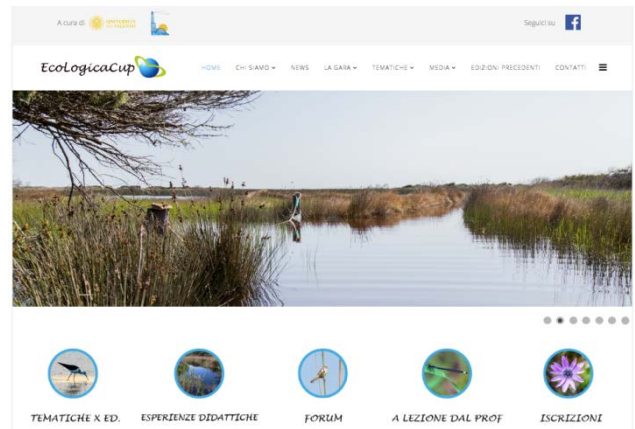 A cura di
Seguici su
EcoLogicaCup
HOME CHI SIAMO NEWS LA GARA TEMATICHE MEDIA EDIZIONI PRECEDENTI CONTATTI
TEMATICHE X ED. ESPERIENZE DIDATTICHE FORUM A LEZIONE DAL PROF ISCRIZIONI